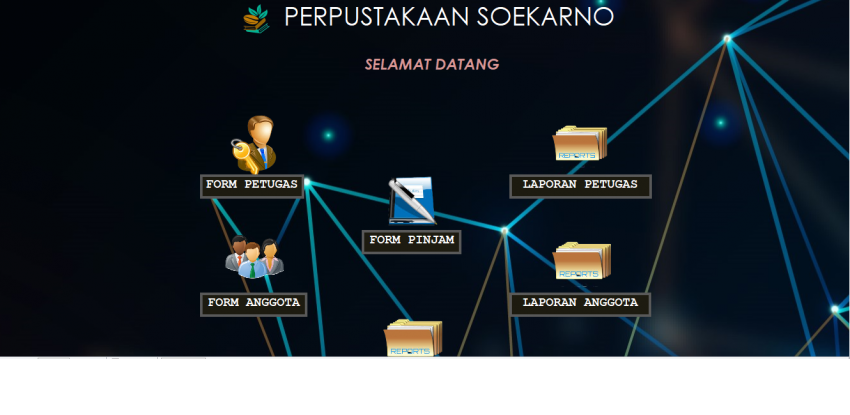 PERPUSTAKAAN SOEKARNO
SELAMAT DATANG
REPORTS
FORM PETUGAS
LAPORAN PETUGAS
FORM PINJAM
REPORTS
FORM ANGGOTA
LAPORAN ANGGOTA
REPORTS